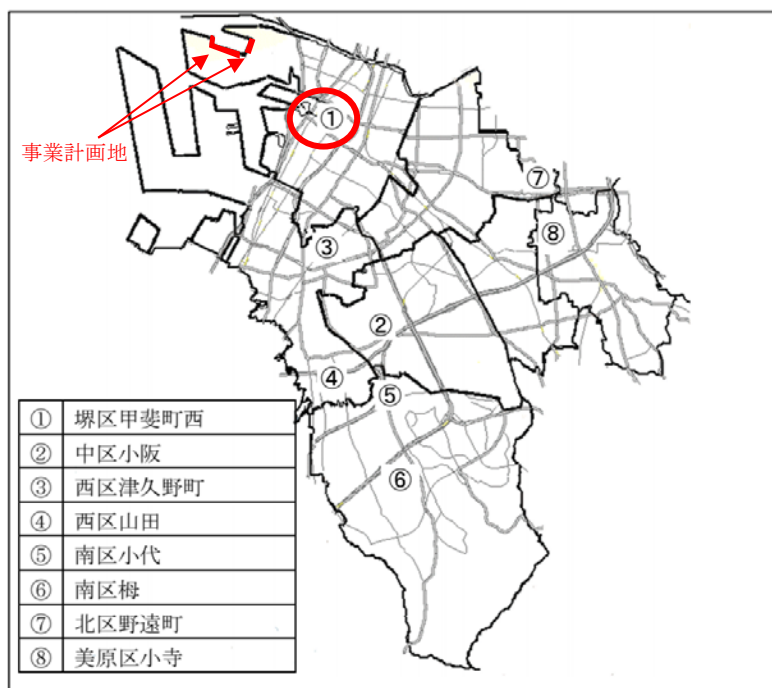 事業計画地
①
⑦
⑧
③
②
④
⑤
⑥
① 堺区甲斐町西
② 中区小阪
③ 西区津久野町
④ 西区山田
⑤ 南区小代
⑥ 南区栂
⑦ 北区野遠町
⑧ 美原区小寺